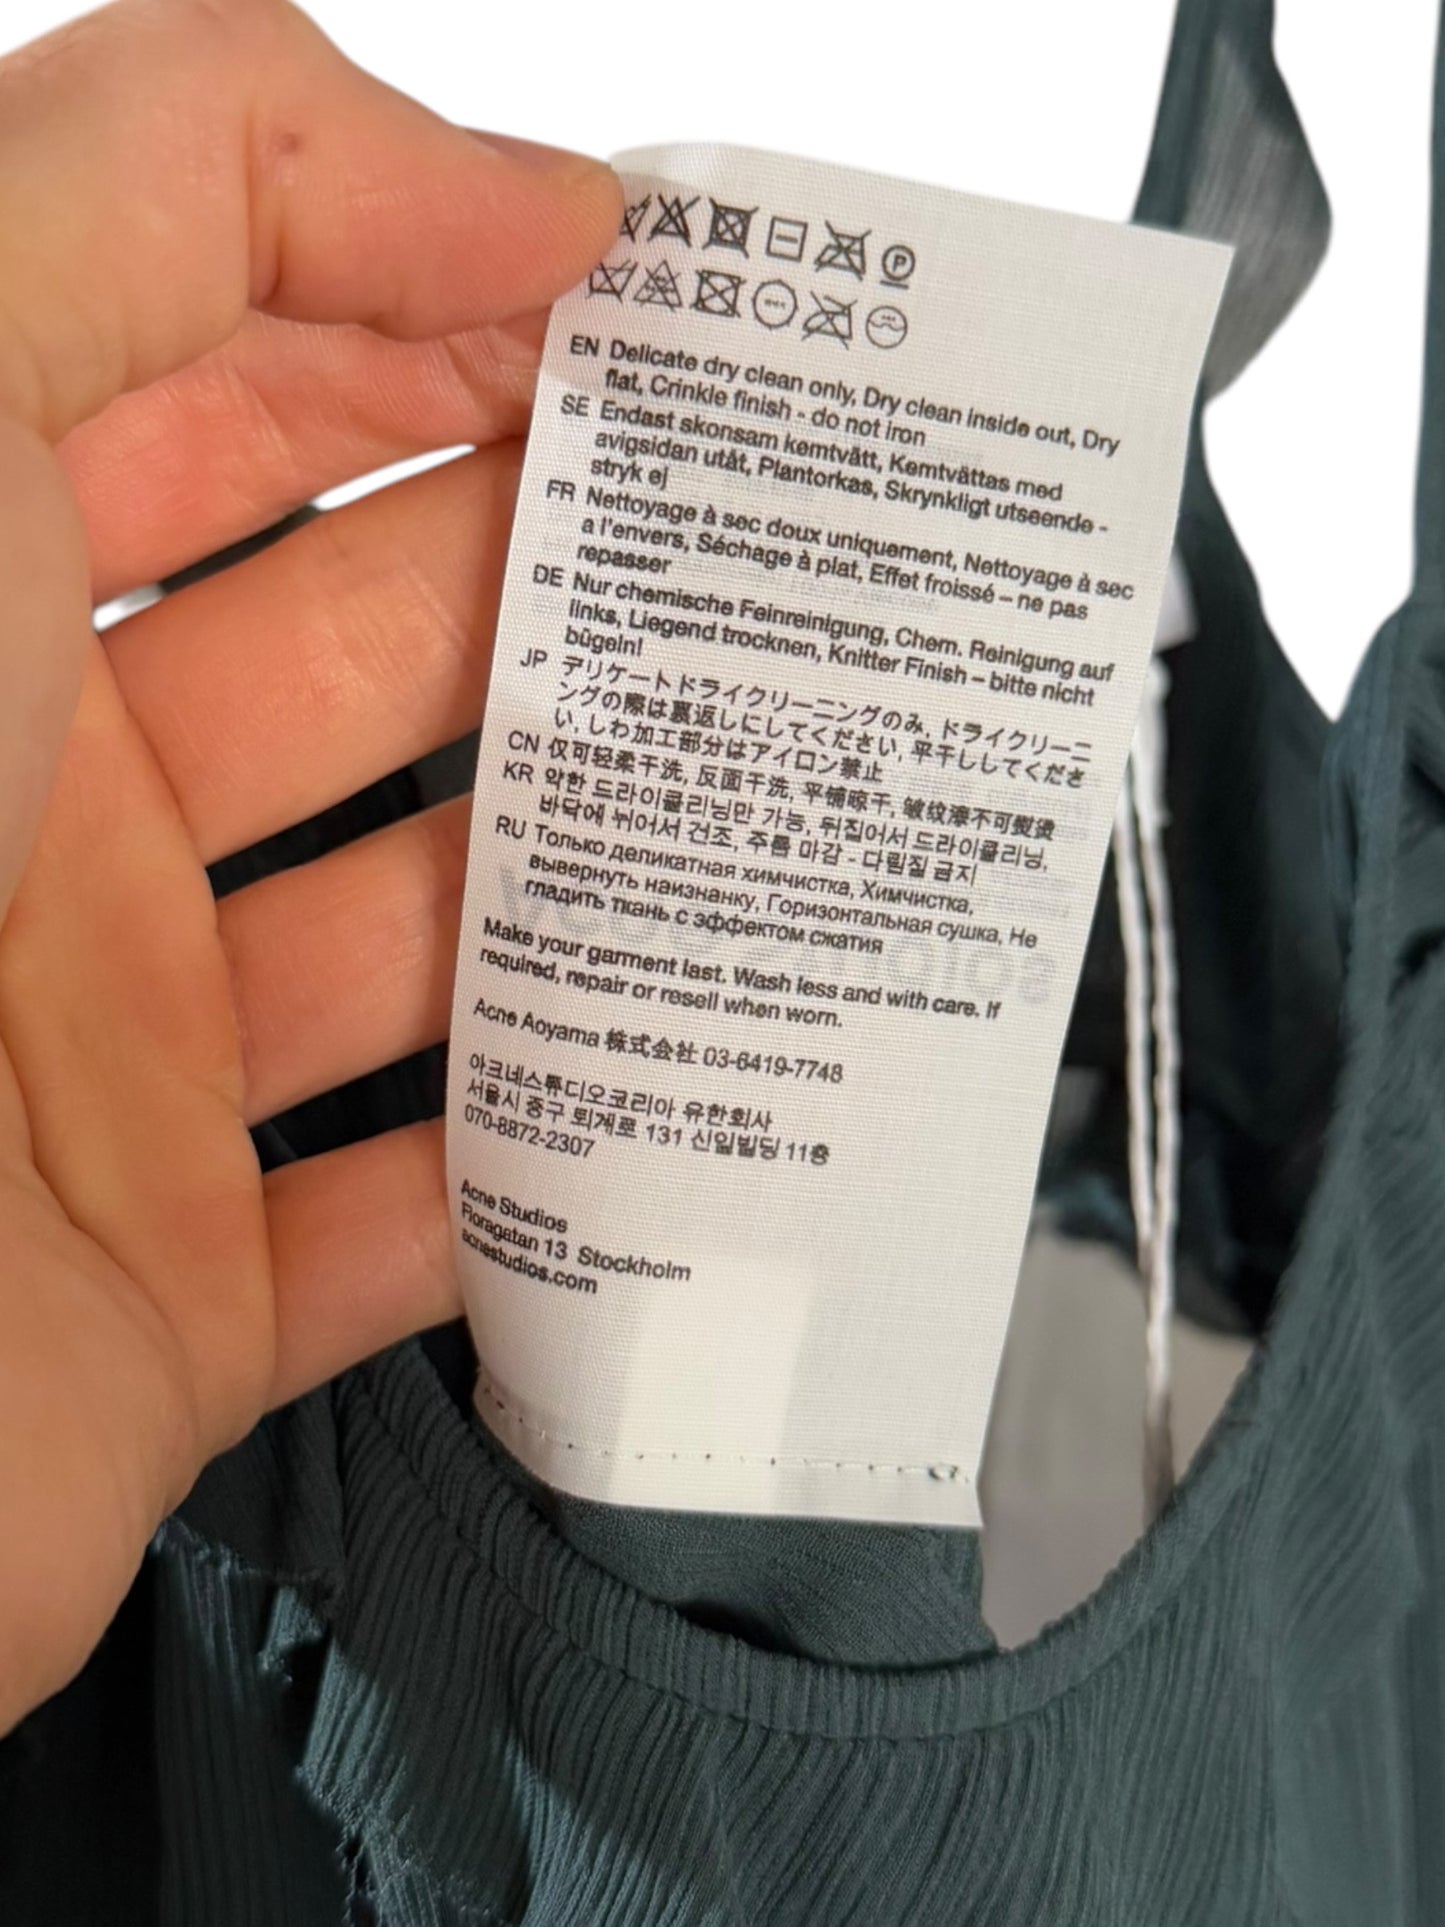 P
EN Delicate dry clean only, Dry clean inside out, Dry
flat, Crinkle finish - do not iron
SE Endast skonsam kemtvätt, Kemtvättas med
avigsidan utåt, Plantorkas, Skrynkligt utseende -
stryk ej
FR Nettoyage à sec doux uniquement, Nettoyage à sec
a l'envers, Séchage à plat, Effet froissé – ne pas
repasser
DE Nur chemische Feinreinigung, Chem. Reinigung auf
links, Liegend trocknen, Knitter Finish – bitte nicht
bügeln!
JP デリケートドライクリーニングのみ, ドライクリーニ
ングの際は裏返しにしてください, 平干ししてくださ
い, しわ加工部分はアイロン禁止
CN 仅可轻柔干洗, 反面干洗, 平铺晾干, 皱纹漆不可熨烫
KR 약한 드라이클리닝만 가능, 뒤집어서 드라이클리닝,
바닥에 뉘어서 건조, 주름 마감 - 다림질 금지
RU Только деликатная химчистка, Химчистка,
вывернуть наизнанку, Горизонтальная сушка, Не
гладить ткань с эффектом сжатия
Make your garment last. Wash less and with care. If
required, repair or resell when worn.
Acne Aoyama 株式会社 03-6419-7748
아크네스튜디오코리아 유한회사
서울시 중구 퇴계로 131 신일빌딩 11층
070-8872-2307
Acne Studios
Floragatan 13 Stockholm
acnestudios.com